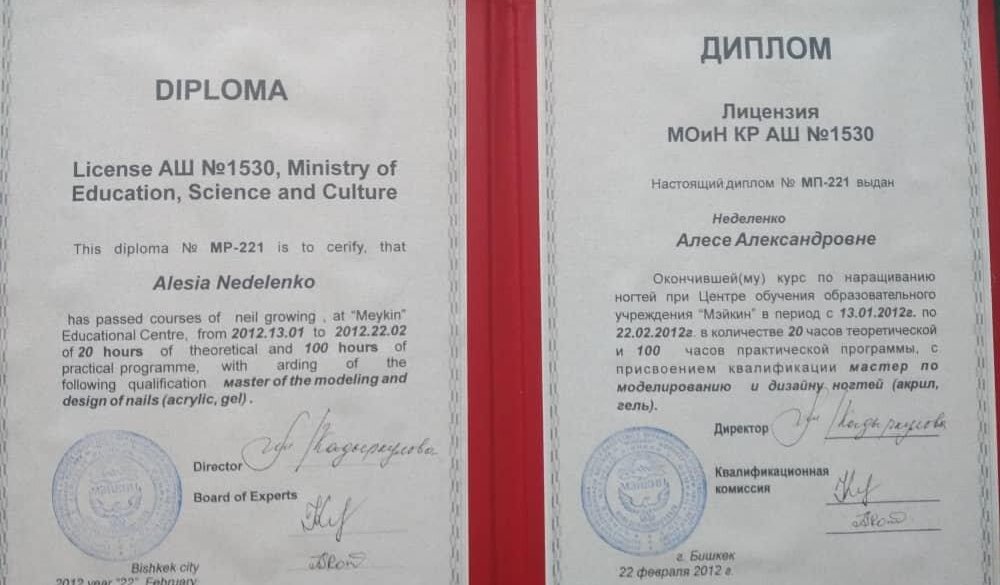 DIPLOMA
License АШ №1530, Ministry of
Education, Science and Culture
This diploma № MP-221 is to cerify, that
Alesia Nedelenko
has passed courses of neil growing , at "Meykin"
Educational Centre, from 2012.13.01 to 2012.22.02
of 20 hours of theoretical and 100 hours of
practical programme, with arding of the
following qualification master of the modeling and
design of nails (acrylic, gel) .
Director
Board of Experts
Bishkek city
2012 year "22" February
ДИПЛОМ
Лицензия
МОиН КР АШ №1530
Настоящий диплом № МП-221 выдан
Неделенко
Алесе Александровне
Окончившей(му) курс по наращиванию
ногтей при Центре обучения образовательного
учреждения "Мэйкин" в период с 13.01.2012г. по
22.02.2012г. в количестве 20 часов теоретической
и 100 часов практической программы, с
присвоением квалификации мастер по
моделированию и дизайну ногтей (акрил,
гель).
Директор
Квалификационная
комиссия
г. Бишкек
22 февраля 2012 г.